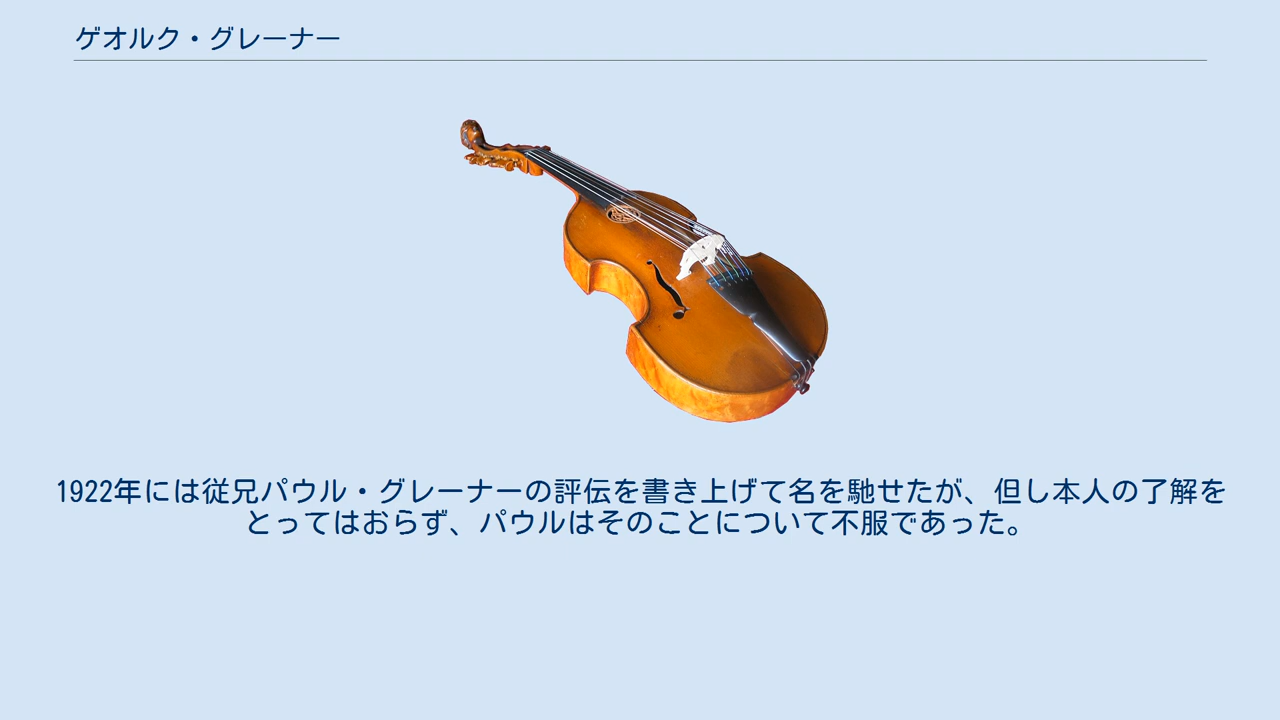 ゲオルク・グレーナー
1922年には従兄パウル・グレーナーの評伝を書き上げて名を馳せたが、但し本人の了解を
とってはおらず、パウルはそのことについて不服であった。